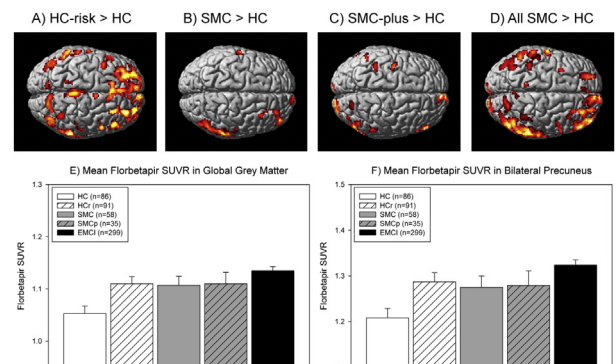 A) HC-risk > HC
B) SMC > HC
C) SMC-plus > HC
D) All SMC > HC
E) Mean Florbetapir SUVR in Global Grey Matter
1.3
1.2
1.1
1.0
Florbetapir SUVR
HC (n=86)
HCr (n=91)
SMC (n=58)
SMCp (n=35)
EMCI (n=299)
F) Mean Florbetapir SUVR in Bilateral Precuneus
1.5
1.4
1.3
1.2
Florbetapir SUVR
HC (n=86)
HCr (n=91)
SMC (n=58)
SMCp (n=35)
EMCI (n=299)